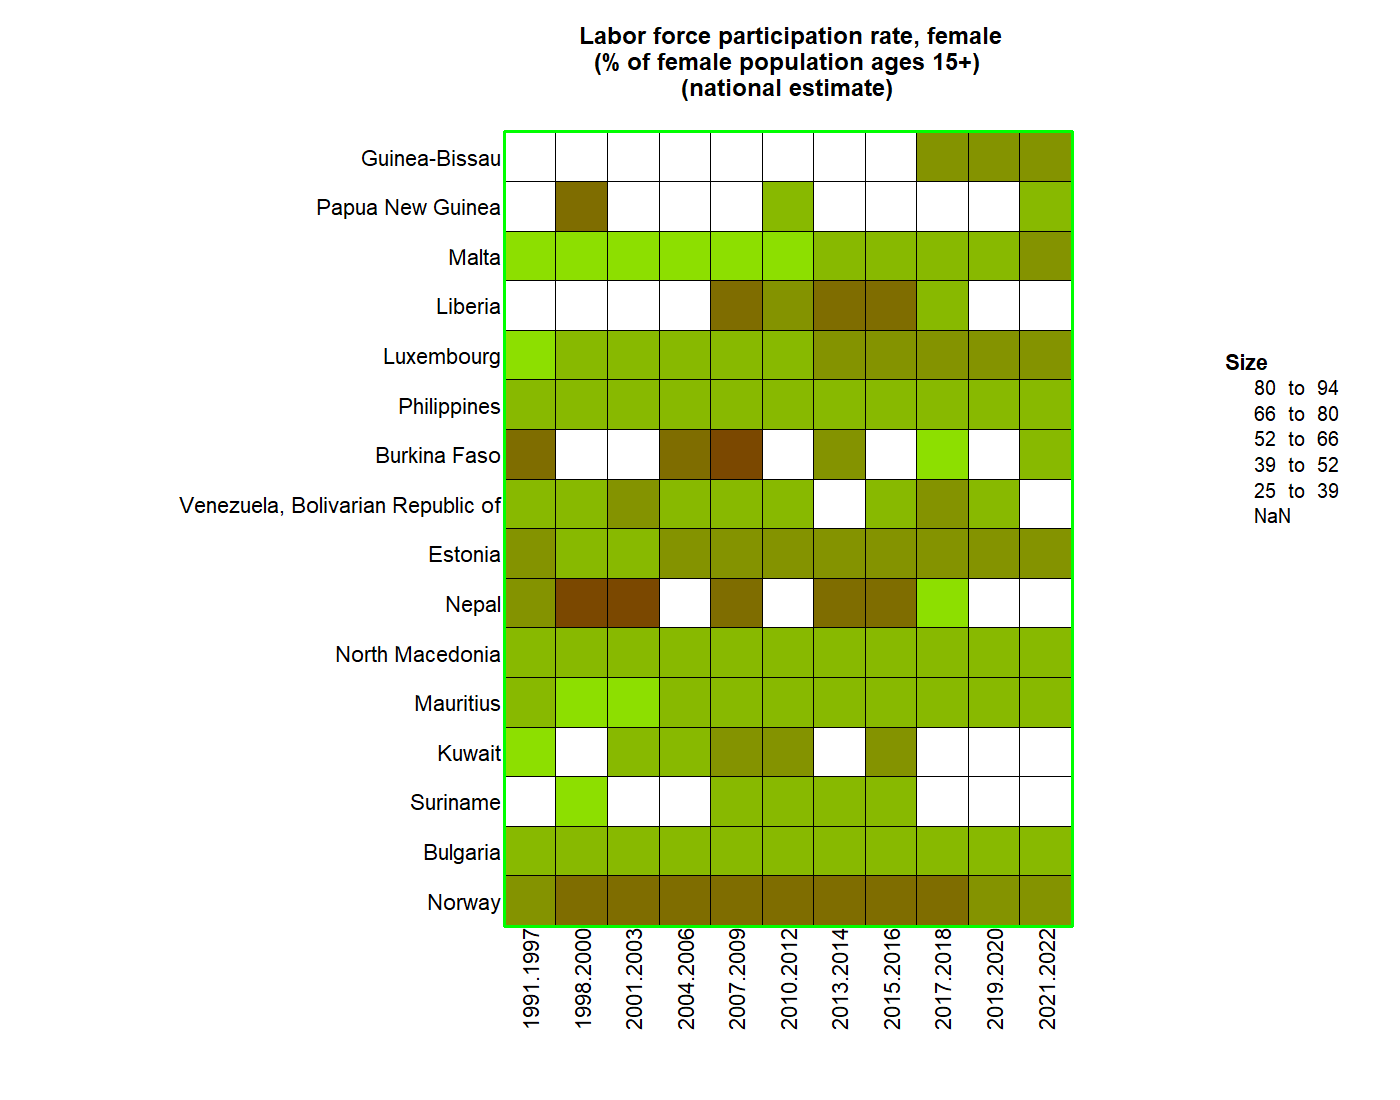 Labor force participation rate, female
(% of female population ages 15+)
(national estimate)
Guinea-Bissau
Papua New Guinea
Malta
Liberia
Luxembourg
Philippines
Burkina Faso
Venezuela, Bolivarian Republic of
Estonia
Nepal
North Macedonia
Mauritius
Kuwait
Suriname
Bulgaria
Norway
1991.1997
1998.2000
2001.2003
2004.2006
2007.2009
2010.2012
2013.2014
2015.2016
2017.2018
2019.2020
2021.2022
Size
80 to 94
66 to 80
52 to 66
39 to 52
25 to 39
NaN